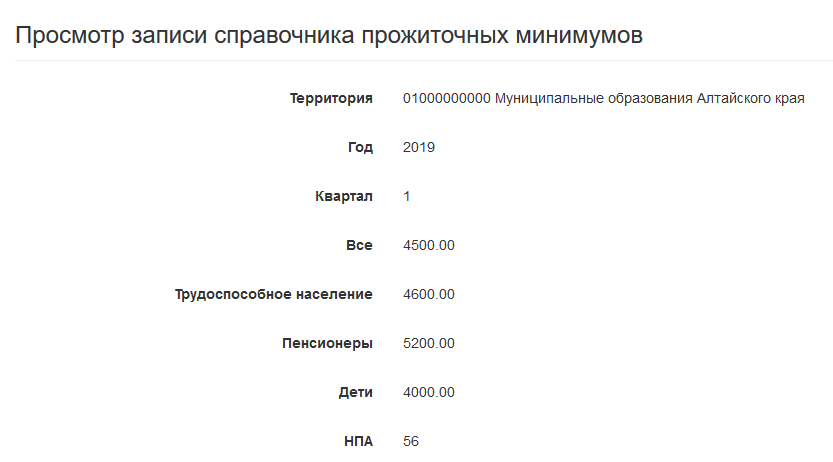 Просмотр записи справочника прожиточных минимумов
Территория 01000000000 Муниципальные образования Алтайского края
Год 2019
Квартал 1
Все 4500.00
Трудоспособное население 4600.00
Пенсионеры 5200.00
Дети 4000.00
НПА 56